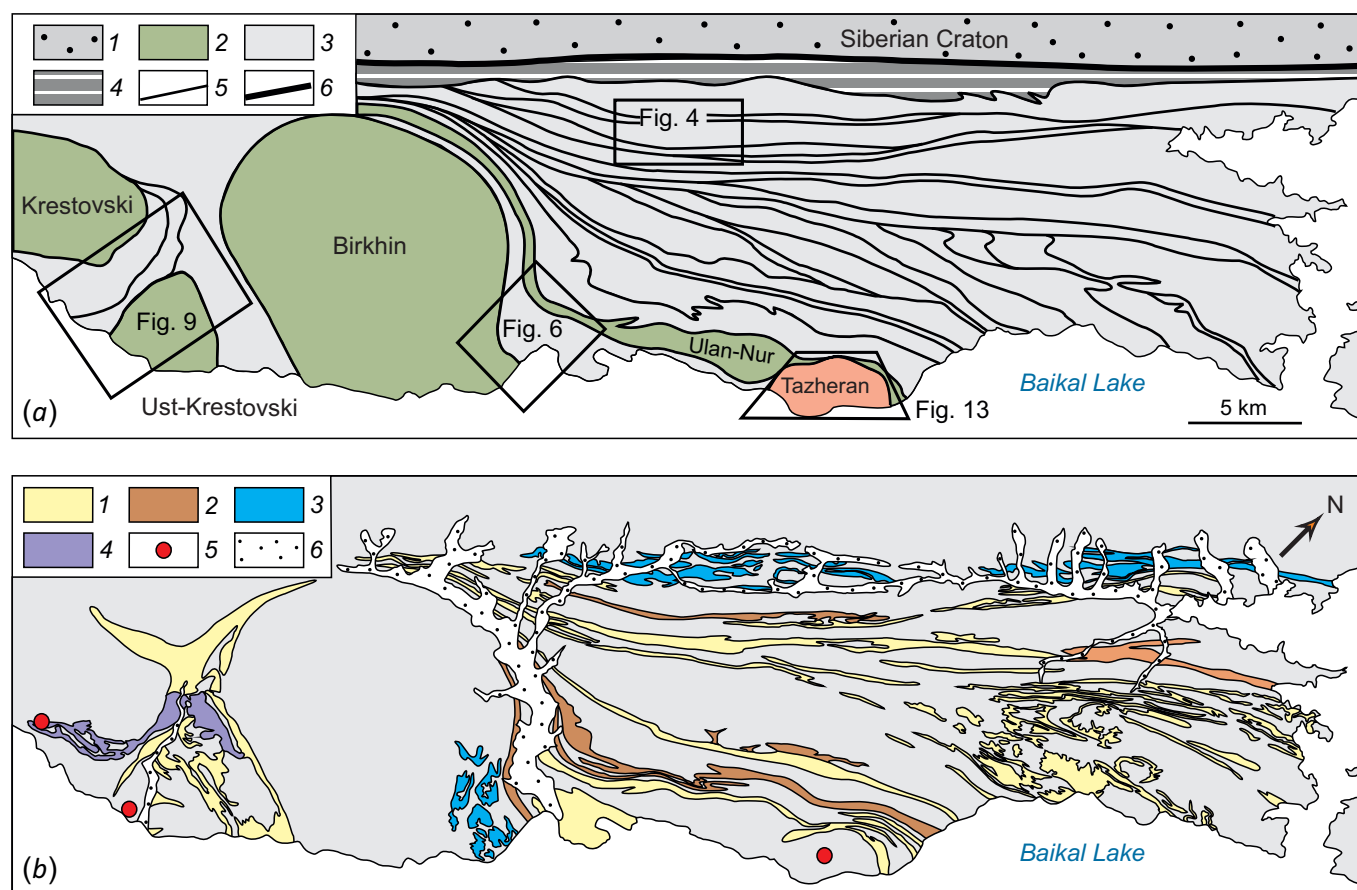 1 2 3
4 5 6
Siberian Craton
Fig. 4
Krestovski
Birkhin
Fig. 9
Fig. 6
Ulan-Nur
Tazheran
Baikal Lake
Ust-Krestovski
Fig. 13
5 km
(a)
1 2 3
4 5 6
N
Baikal Lake
(b)